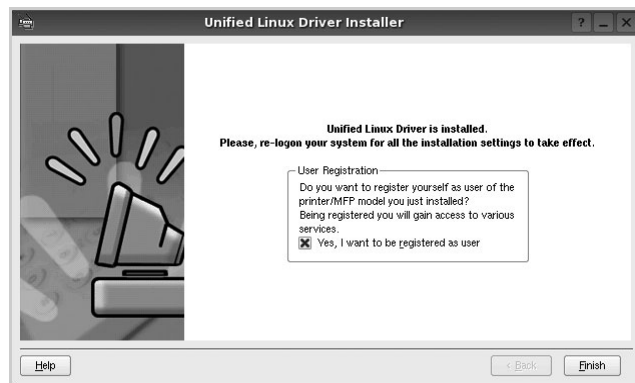 Unified Linux Driver Installer
Unified Linux Driver is installed.
Please, re-logon your system for all the installation settings to take effect.
User Registration
Do you want to register yourself as user of the
printer/MFP model you just installed?
Being registered you will gain access to various
services.
Yes, I want to be registered as user
Help
< Back
Finish